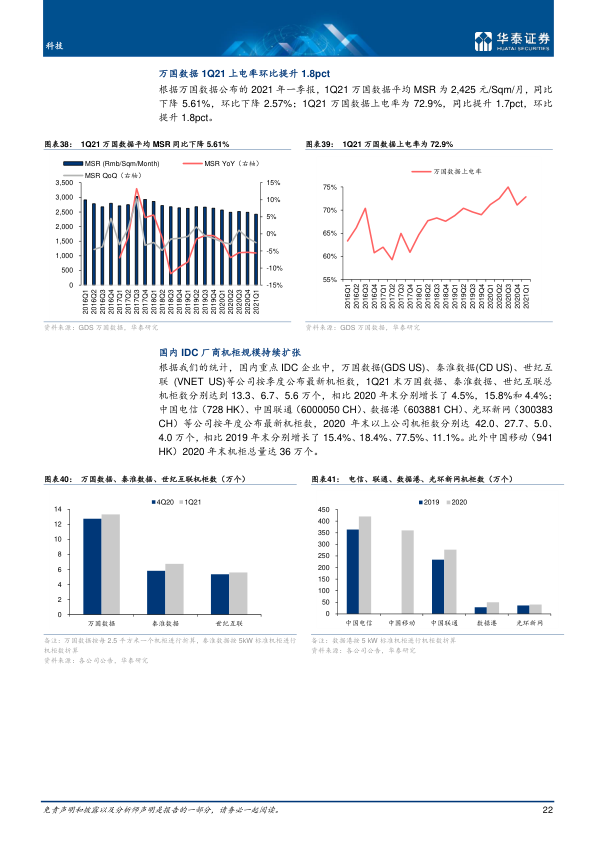 科技
华泰证券
HUATAI SECURITIES
万国数据 1Q21 上电率环比提升 1.8pct
根据万国数据公布的 2021 年一季报，1Q21 万国数据平均 MSR 为 2,425 元/Sqm/月，同比
下降 5.61%，环比下降 2.57%；1Q21 万国数据上电率为 72.9%，同比提升 1.7pct，环比
提升 1.8pct。
图表38： 1Q21 万国数据平均 MSR 同比下降 5.61%
MSR (Rmb/Sqm/Month)
MSR YoY（右轴）
MSR QoQ（右轴）
3,500
3,000
2,500
2,000
1,500
1,000
500
0
15%
10%
5%
0%
-5%
-10%
-15%
2016Q1
2016Q2
2016Q3
2016Q4
2017Q1
2017Q2
2017Q3
2017Q4
2018Q1
2018Q2
2018Q3
2018Q4
2019Q1
2019Q2
2019Q3
2019Q4
2020Q1
2020Q2
2020Q3
2020Q4
2021Q1
资料来源：GDS 万国数据，华泰研究
图表39： 1Q21 万国数据上电率为 72.9%
万国数据上电率
75%
70%
65%
60%
55%
2016Q1
2016Q2
2016Q3
2016Q4
2017Q1
2017Q2
2017Q3
2017Q4
2018Q1
2018Q2
2018Q3
2018Q4
2019Q1
2019Q2
2019Q3
2019Q4
2020Q1
2020Q2
2020Q3
2020Q4
2021Q1
资料来源：GDS 万国数据，华泰研究
国内 IDC 厂商机柜规模持续扩张
根据我们的统计，国内重点 IDC 企业中，万国数据(GDS US)、秦淮数据(CD US)、世纪互
联 (VNET US)等公司按季度公布最新机柜数，1Q21 末万国数据、秦淮数据、世纪互联总
机柜数分别达到 13.3、6.7、5.6 万个，相比 2020 年末分别增长了 4.5%，15.8%和 4.4%；
中国电信（728 HK）、中国联通（6000050 CH）、数据港（603881 CH）、光环新网（300383
CH）等公司按年度公布最新机柜数，2020 年末以上公司机柜数分别达 42.0、27.7、5.0、
4.0 万个，相比 2019 年末分别增长了 15.4%、18.4%、77.5%、11.1%。此外中国移动（941
HK）2020 年末机柜总量达 36 万个。
图表40： 万国数据、秦淮数据、世纪互联机柜数（万个）
4Q20
1Q21
14
12
10
8
6
4
2
0
万国数据
秦淮数据
世纪互联
备注：万国数据按每 2.5 平方米一个机柜进行折算，秦淮数据按 5kW 标准机柜进行
机柜数折算
资料来源：各公司公告，华泰研究
图表41： 电信、联通、数据港、光环新网机柜数（万个）
2019
2020
450
400
350
300
250
200
150
100
50
0
中国电信
中国移动
中国联通
数据港
光环新网
备注：数据港按 5 kW 标准机柜进行机柜数折算
资料来源：各公司公告，华泰研究
免责声明和披露以及分析师声明是报告的一部分，请务必一起阅读。
22